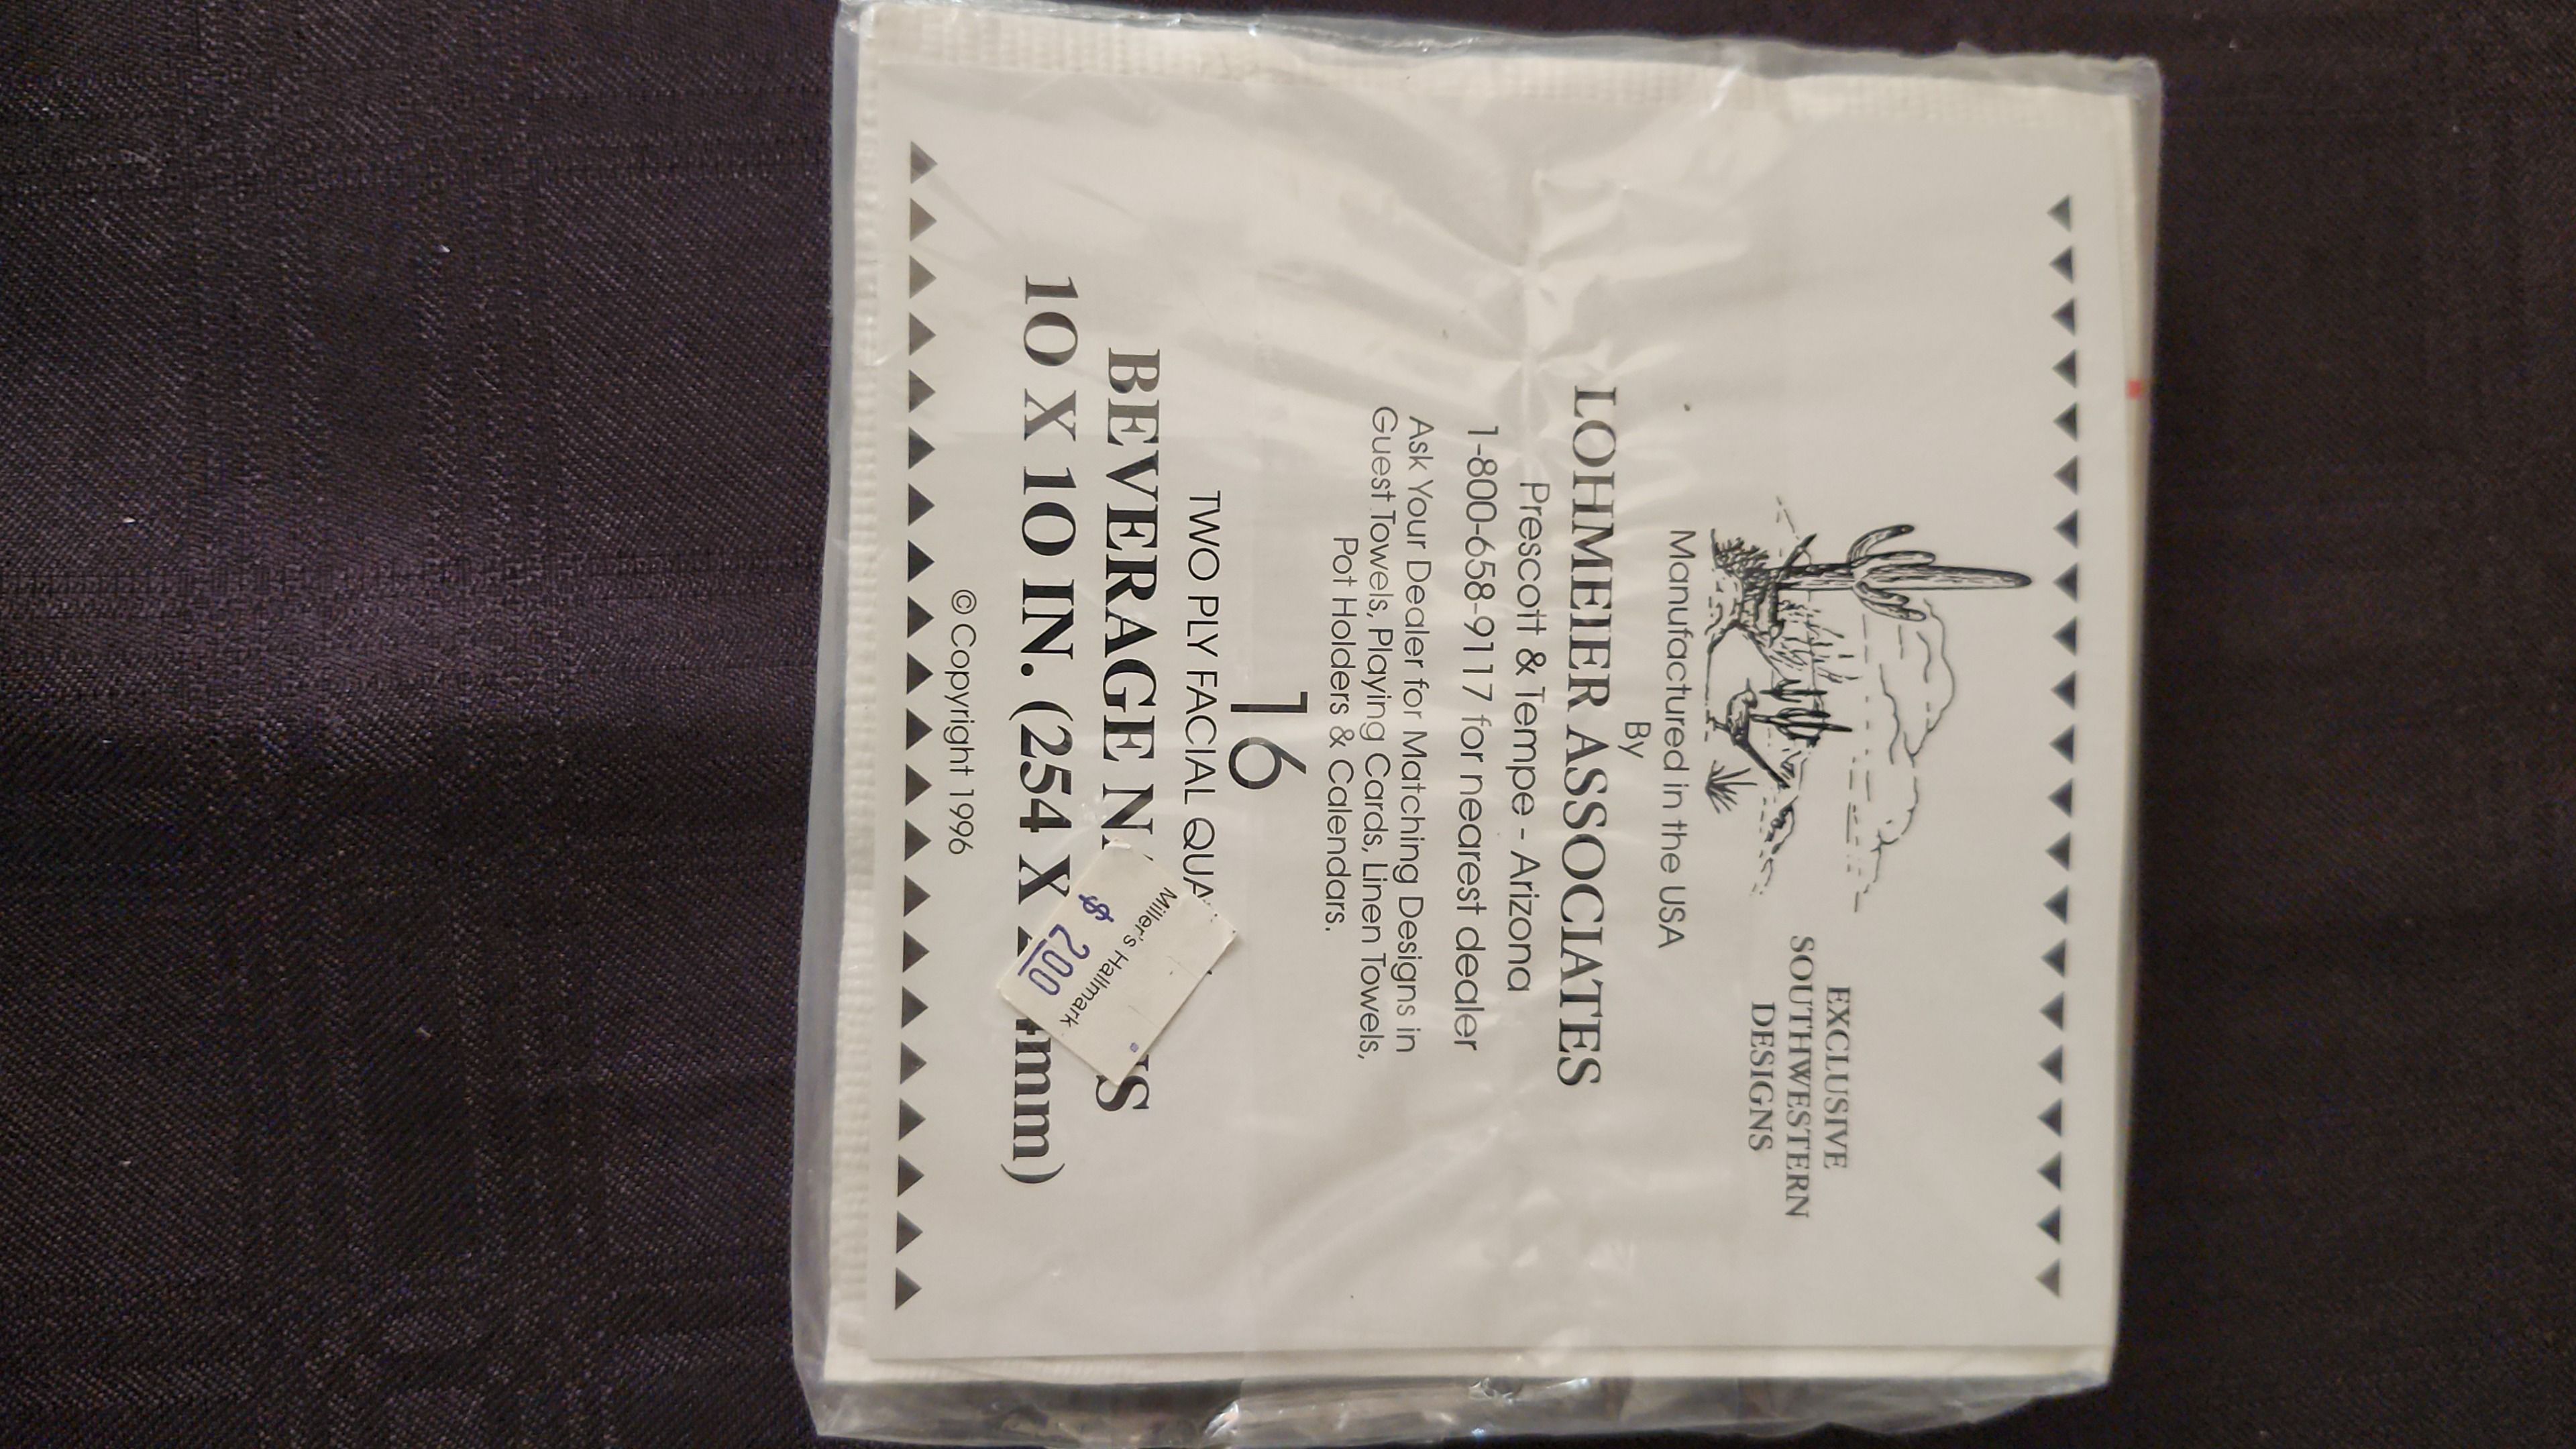 EXCLUSIVE
SOUTHWESTERN
DESIGNS
Manufactured in the USA
By
LOHMEIER ASSOCIATES
Prescott & Tempe - Arizona
1-800-658-9117 for nearest dealer
Ask Your Dealer for Matching Designs in
Guest Towels, Playing Cards, Linen Towels,
Pot Holders & Calendars.
16
TWO PLY FACIAL
BEVERAGE
10 X 10 IN. (254 X mm)
© Copyright 1996
Miller's Hallmark
$ 2.00